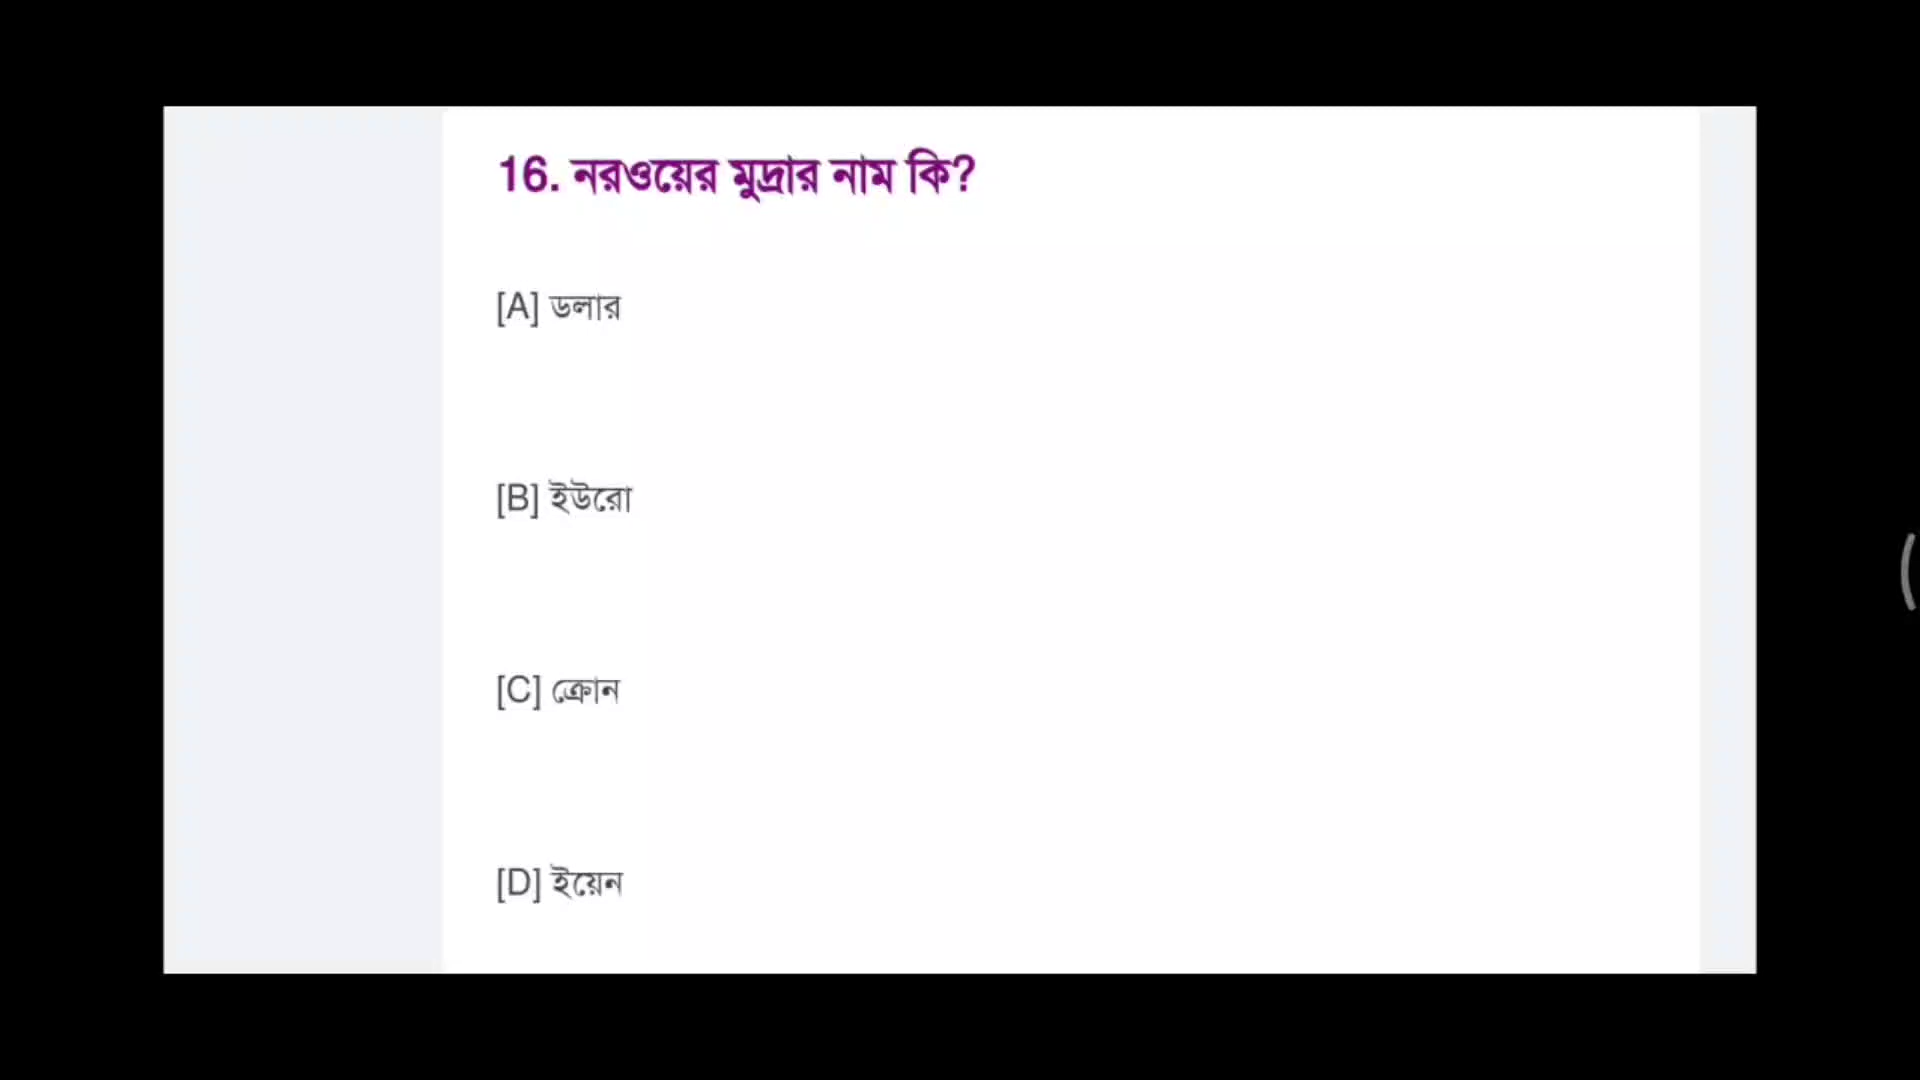 16. নরওয়ের মুদ্রার নাম কি?
[A] ডলার
[B] ইউরো
[C] ক্রোন
[D] ইয়েন